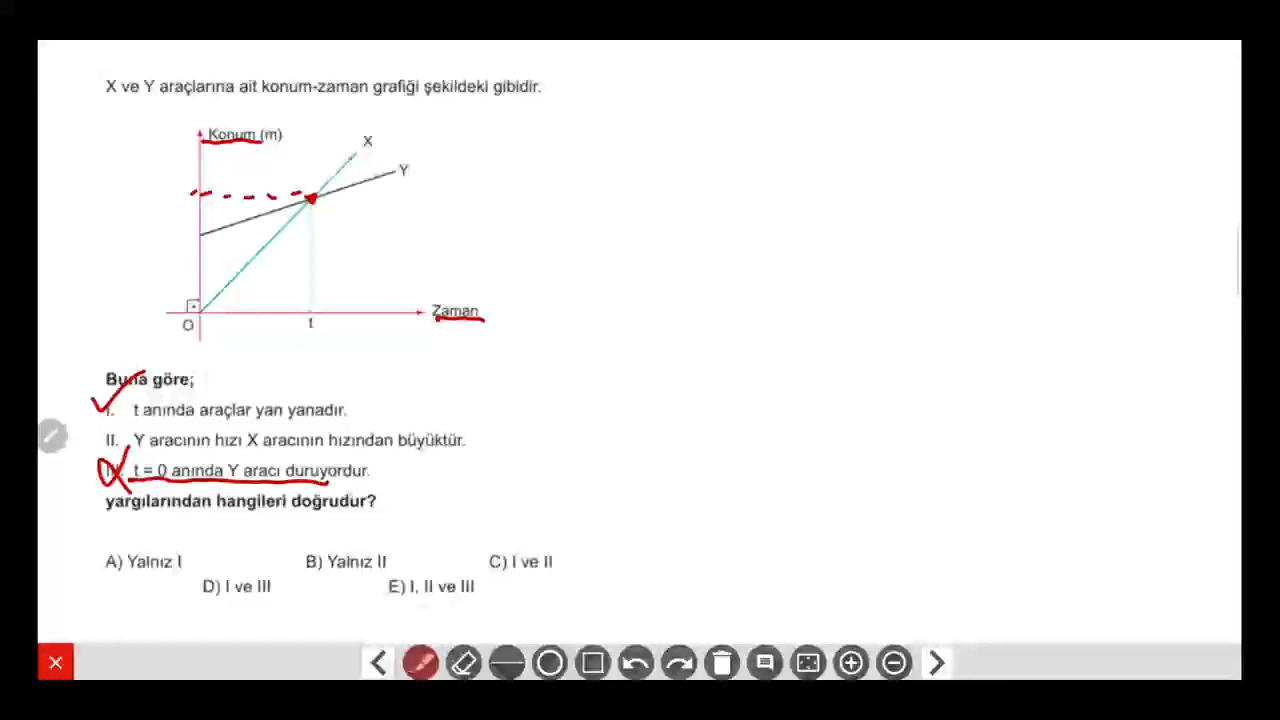 X ve Y araçlarına ait konum-zaman grafiği şekildeki gibidir.
Konum (m)
X
Y
O
t
Zaman
Buna göre;
I. t anında araçlar yan yanadır.
II. Y aracının hızı X aracının hızından büyüktür.
III. t = 0 anında Y aracı duruyordur.
yargılarından hangileri doğrudur?
A) Yalnız I B) Yalnız II C) I ve II
D) I ve III E) I, II ve III